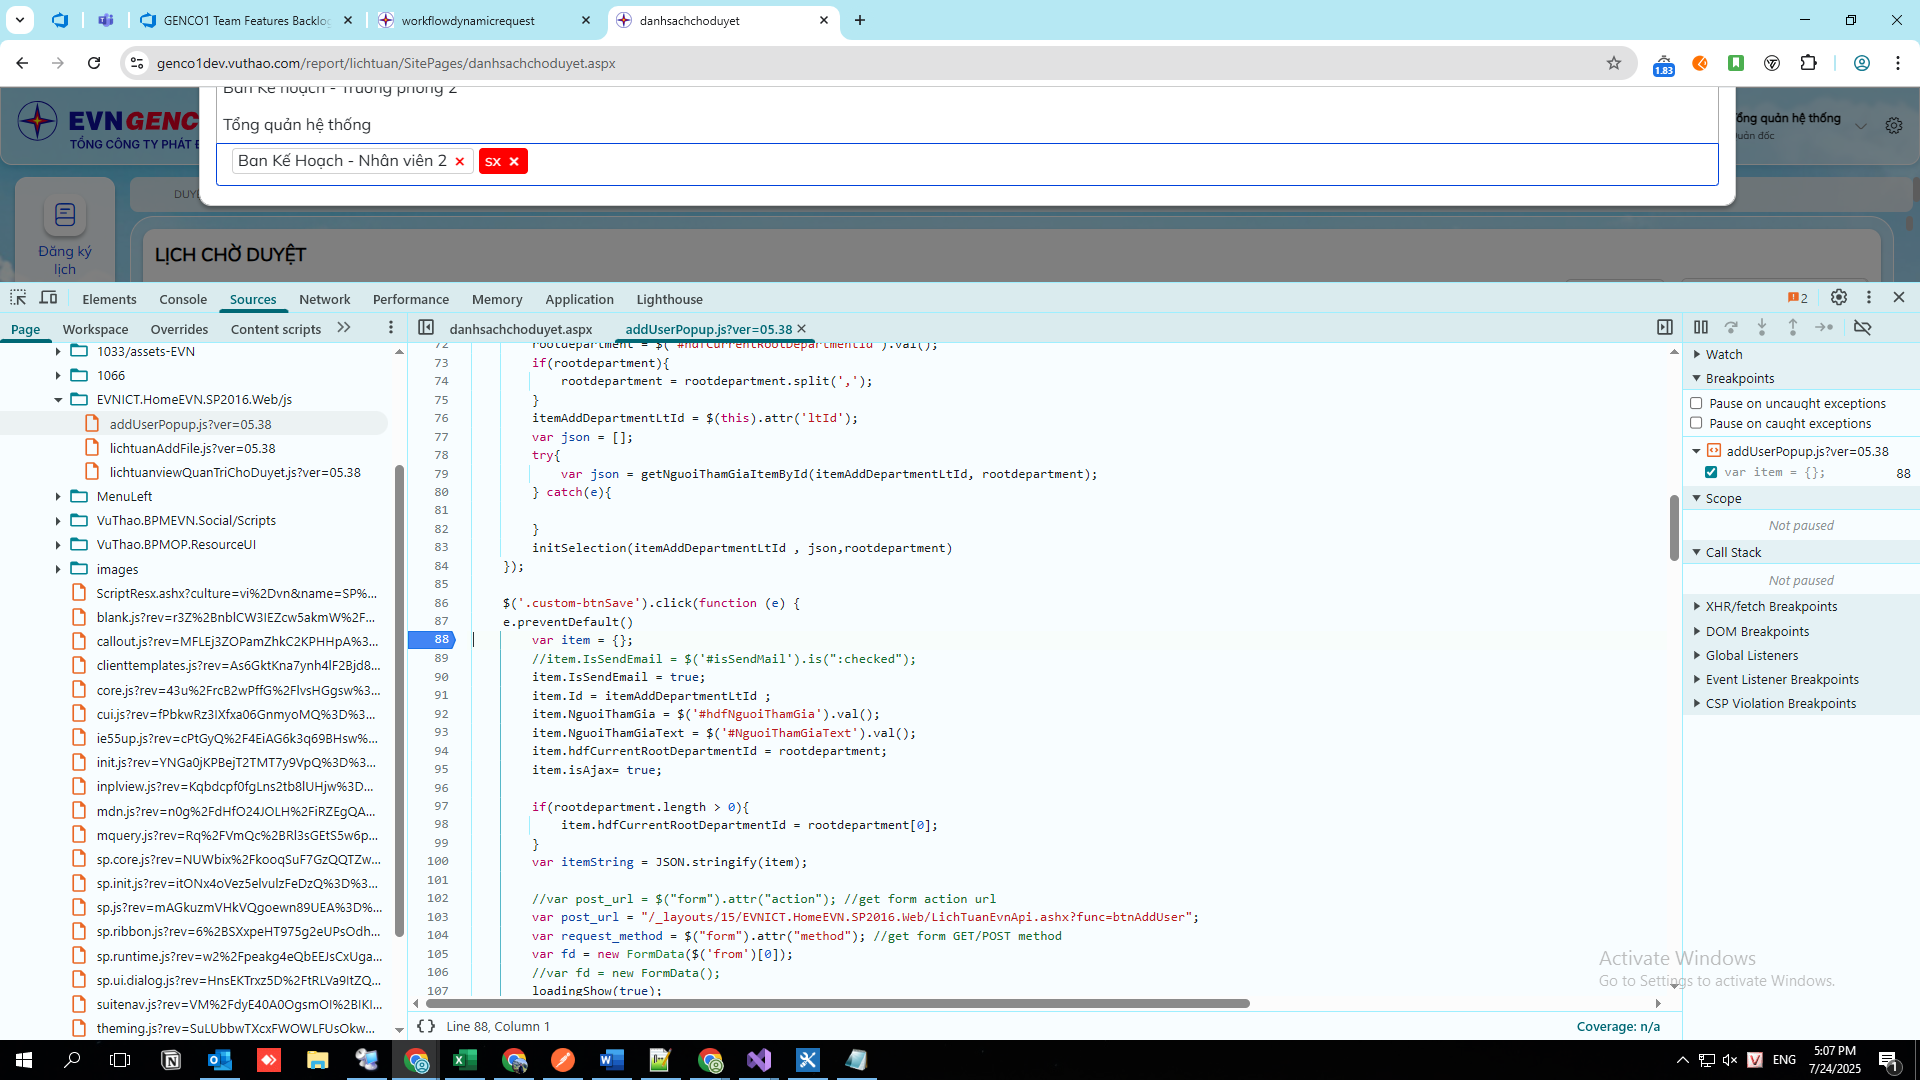 GENCO1 Team Features Backlog
workflowdynamicrequest
danhsachchoduyet
genco1dev.vuthao.com/report/lichtuan/SitePages/danhsachchoduyet.aspx
1.83
Ban Kế hoạch - Trưởng phòng 2
Tổng quản hệ thống
Ban Kế Hoạch - Nhân viên 2 ×
sx ×
EVNGENC
TỔNG CÔNG TY PHÁT
ổng quản hệ thống
uản đốc
DUY
Đăng ký
lịch
LỊCH CHỜ DUYỆT
Elements Console Sources Network Performance Memory Application Lighthouse
2
Page Workspace Overrides Content scripts
danhsachchoduyet.aspx addUserPopup.js?ver=05.38
1033/assets-EVN
1066
EVNICT.HomeEVN.SP2016.Web/js
addUserPopup.js?ver=05.38
lichtuanAddFile.js?ver=05.38
lichtuanviewQuanTriChoDuyet.js?ver=05.38
MenuLeft
VuThao.BPMEVN.Social/Scripts
VuThao.BPMOP.ResourceUI
images
ScriptResx.ashx?culture=vi%2Dvn&name=SP%...
blank.js?rev=r3Z%2BnblCW3IEZcw5akmW%2F...
callout.js?rev=MFLEj3ZOPamZhkC2KPHHpA%3...
clienttemplates.js?rev=As6GktKna7ynh4lF2Bjd8...
core.js?rev=43u%2FrcB2wPffG%2FlvsHGgsw%3...
cui.js?rev=fPbkwRz3IXfxa06GnmyoMQ%3D%3...
ie55up.js?rev=cPtGyQ%2F4EiAG6k3q69BHsw%...
init.js?rev=YNGa0jKPBejT2TMT7y9VpQ%3D%3...
inplview.js?rev=Kqbdcpf0fgLns2tb8lUHjw%3D...
mdn.js?rev=n0g%2FdHfO24JOLH%2FiRZEgQA...
mquery.js?rev=Rq%2FVmQc%2BRl3sGEtS5w6p...
sp.core.js?rev=NUWbix%2FkooqSuF7GzQQTZw...
sp.init.js?rev=itONx4oVez5elvulzFeDzQ%3D%3...
sp.js?rev=mAGkuzmVHkVQgoewn89UEA%3D%...
sp.ribbon.js?rev=6%2BSXxpeHT975g2eUPsOdh...
sp.runtime.js?rev=w2%2Fpeakg4eQbEEJsCxUga...
sp.ui.dialog.js?rev=HnsEKTrxz5D%2FtRLVa9ItZQ...
suitenav.js?rev=VM%2FdyE40A0OgsmOI%2BIKI...
theming.js?rev=SuLUbbwTXcxFWOWLFUsOkw...
72 rootdepartment = $('#hdfCurrentRootDepartmentId').val();
73 if(rootdepartment){
74 rootdepartment = rootdepartment.split(',');
75 }
76 itemAddDepartmentLtId = $(this).attr('ltId');
77 var json = [];
78 try{
79 var json = getNguoiThamGiaItemById(itemAddDepartmentLtId, rootdepartment);
80 } catch(e){
81
82 }
83 initSelection(itemAddDepartmentLtId , json,rootdepartment)
84 });
85
86 $('.custom-btnSave').click(function (e) {
87 e.preventDefault()
88 var item = {};
89 //item.IsSendEmail = $('#isSendMail').is(":checked");
90 item.IsSendEmail = true;
91 item.Id = itemAddDepartmentLtId ;
92 item.NguoiThamGia = $('#hdfNguoiThamGia').val();
93 item.NguoiThamGiaText = $('#NguoiThamGiaText').val();
94 item.hdfCurrentRootDepartmentId = rootdepartment;
95 item.isAjax= true;
96
97 if(rootdepartment.length > 0){
98 item.hdfCurrentRootDepartmentId = rootdepartment[0];
99 }
100 var itemString = JSON.stringify(item);
101
102 //var post_url = $("form").attr("action"); //get form action url
103 var post_url = "/_layouts/15/EVNICT.HomeEVN.SP2016.Web/LichTuanEvnApi.ashx?func=btnAddUser";
104 var request_method = $("form").attr("method"); //get form GET/POST method
105 var fd = new FormData($('from')[0]);
106 //var fd = new FormData();
107 loadingShow(true);
{ } Line 88, Column 1
Coverage: n/a
Watch
Breakpoints
Pause on uncaught exceptions
Pause on caught exceptions
addUserPopup.js?ver=05.38
var item = {}; 88
Scope
Not paused
Call Stack
Not paused
XHR/fetch Breakpoints
DOM Breakpoints
Global Listeners
Event Listener Breakpoints
CSP Violation Breakpoints
Activate Windows
Go to Settings to activate Windows.
ENG
5:07 PM
7/24/2025
1